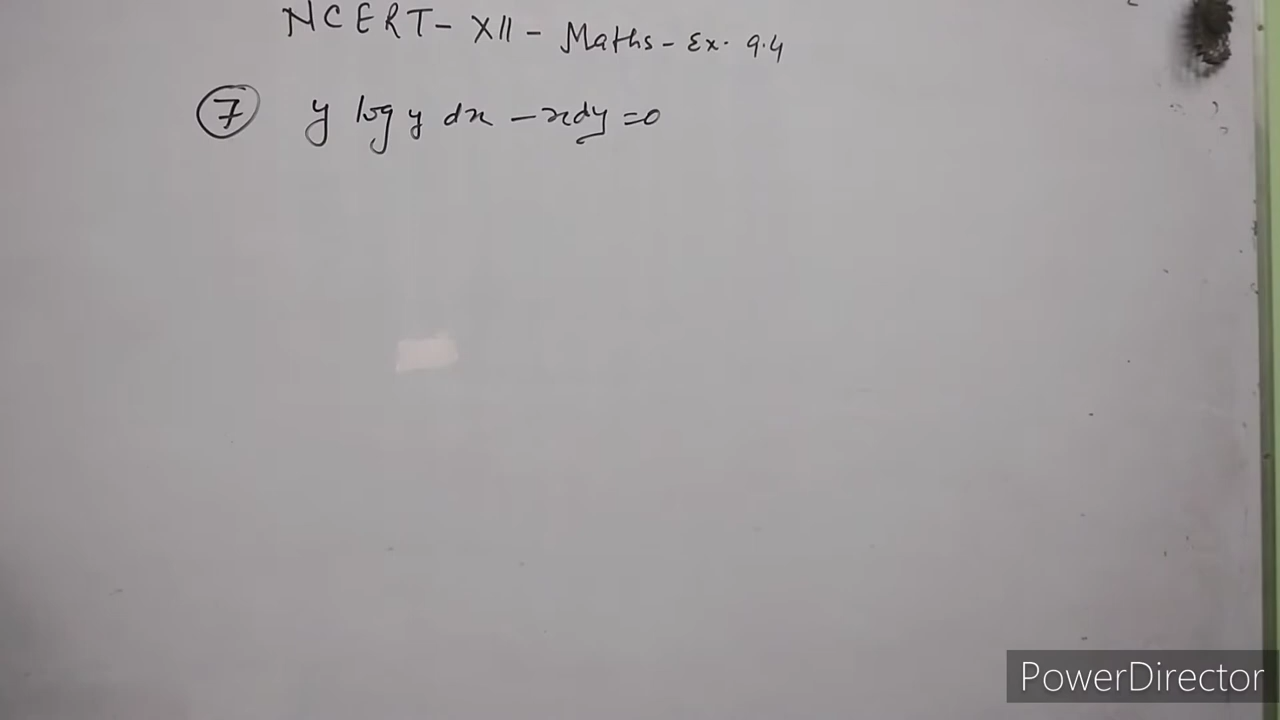 NCERT - XII - Maths - Ex. 9.4
7 y log y dx - xdy = 0
PowerDirector